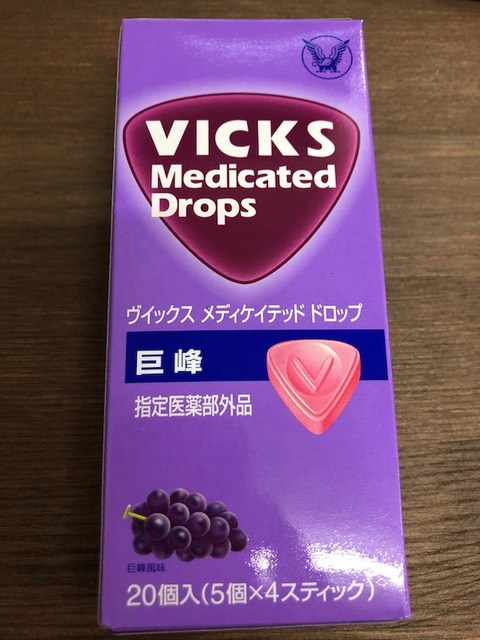 VICKS
Medicated
Drops
ヴイックス メディケイテッド ドロップ
巨峰
指定医薬部外品
巨峰風味
20個入(5個×4スティック)